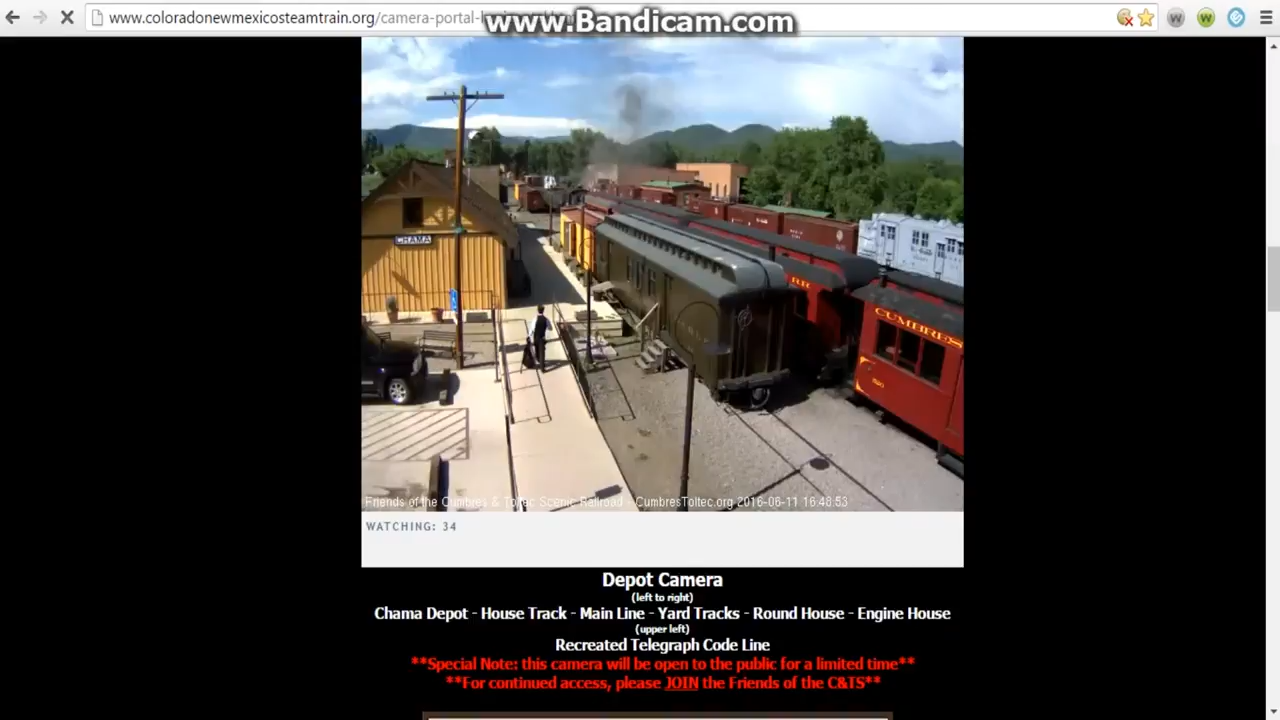 www.coloradonewmexicosteamtrain.org/camera-portal-
www.Bandicam.com
CHAMA
R.R.
CUMBRES
Friends of the Cumbres & Toltec Scenic Railroad - CumbresToltec.org 2016-06-11 16:48:53
WATCHING: 34
Depot Camera
(left to right)
Chama Depot - House Track - Main Line - Yard Tracks - Round House - Engine House
(upper left)
Recreated Telegraph Code Line
**Special Note: this camera will be open to the public for a limited time**
**For continued access, please JOIN the Friends of the C&TS**